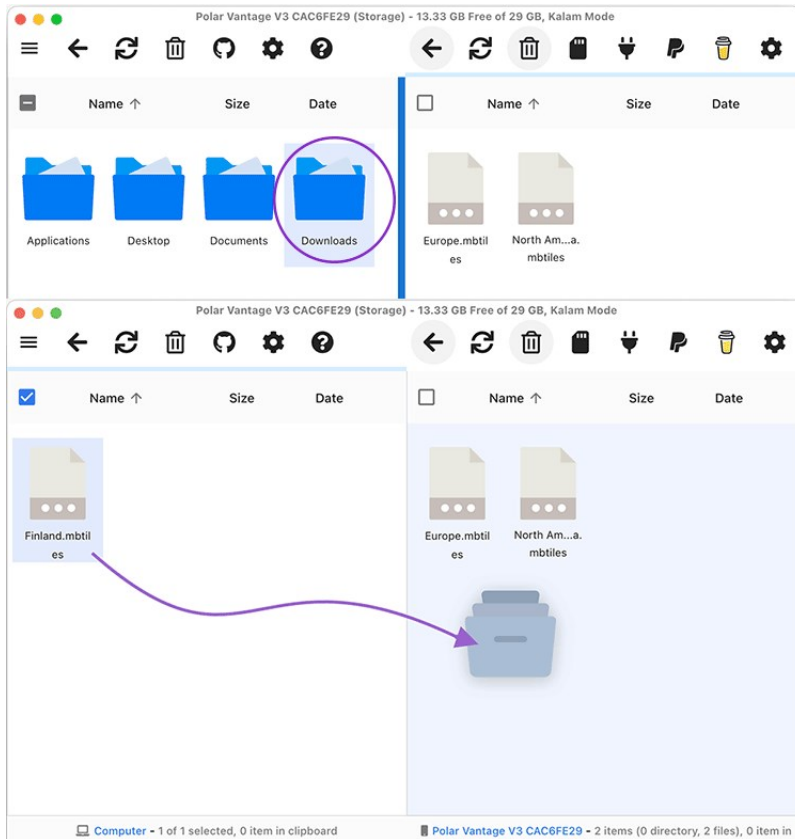 Polar Vantage V3 CAC6FE29 (Storage) - 13.33 GB Free of 29 GB, Kalam Mode
Name ↑ Size Date
Name ↑ Size Date
Applications
Desktop
Documents
Downloads
Europe.mbtil
es
North Am...a.
mbtiles
Polar Vantage V3 CAC6FE29 (Storage) - 13.33 GB Free of 29 GB, Kalam Mode
Name ↑ Size Date
Name ↑ Size Date
Finland.mbtil
es
Europe.mbtil
es
North Am...a.
mbtiles
Computer - 1 of 1 selected, 0 item in clipboard
Polar Vantage V3 CAC6FE29 - 2 items (0 directory, 2 files), 0 item in